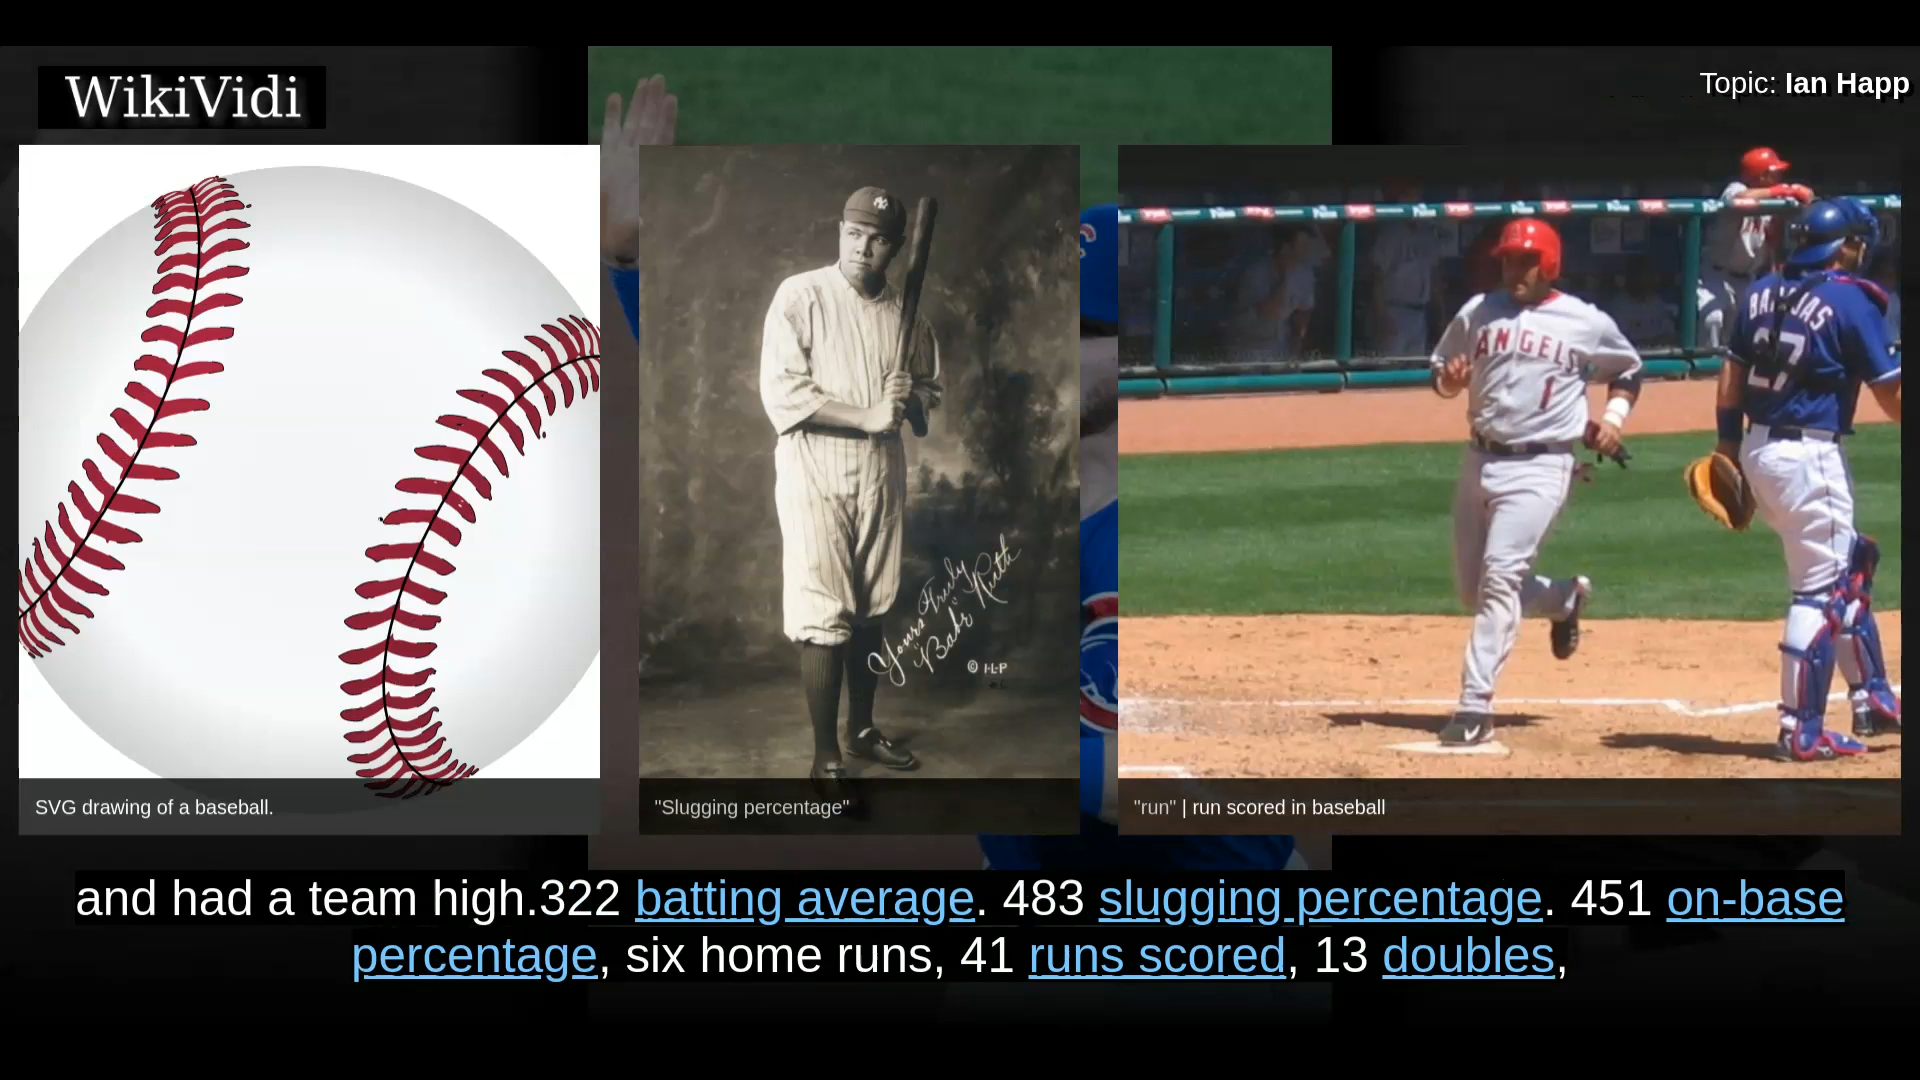 WikiVidi
Topic: Ian Happ
ANGELS
1
BARAJAS
27
Yours Truly
"Babe" Ruth
© I-L-P
SVG drawing of a baseball.
"Slugging percentage"
"run" | run scored in baseball
and had a team high.322 batting average. 483 slugging percentage. 451 on-base
percentage, six home runs, 41 runs scored, 13 doubles,